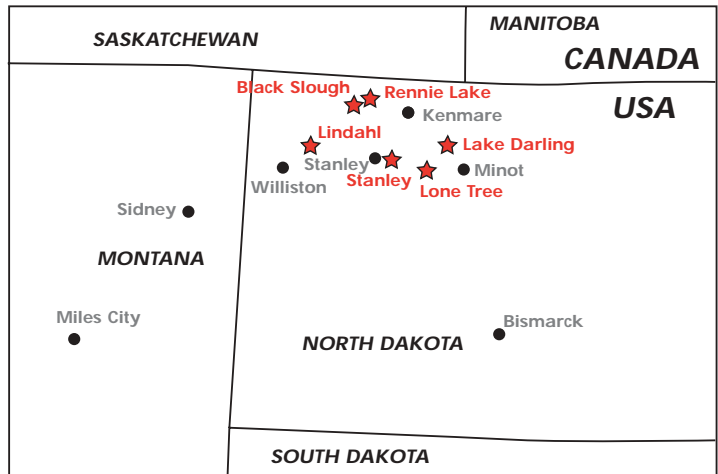 MANITOBA
SASKATCHEWAN
CANADA
Black Slough
Rennie Lake
USA
Kenmare
Lindahl
Lake Darling
Stanley
Minot
Williston
Stanley
Lone Tree
Sidney
MONTANA
Miles City
Bismarck
NORTH DAKOTA
SOUTH DAKOTA